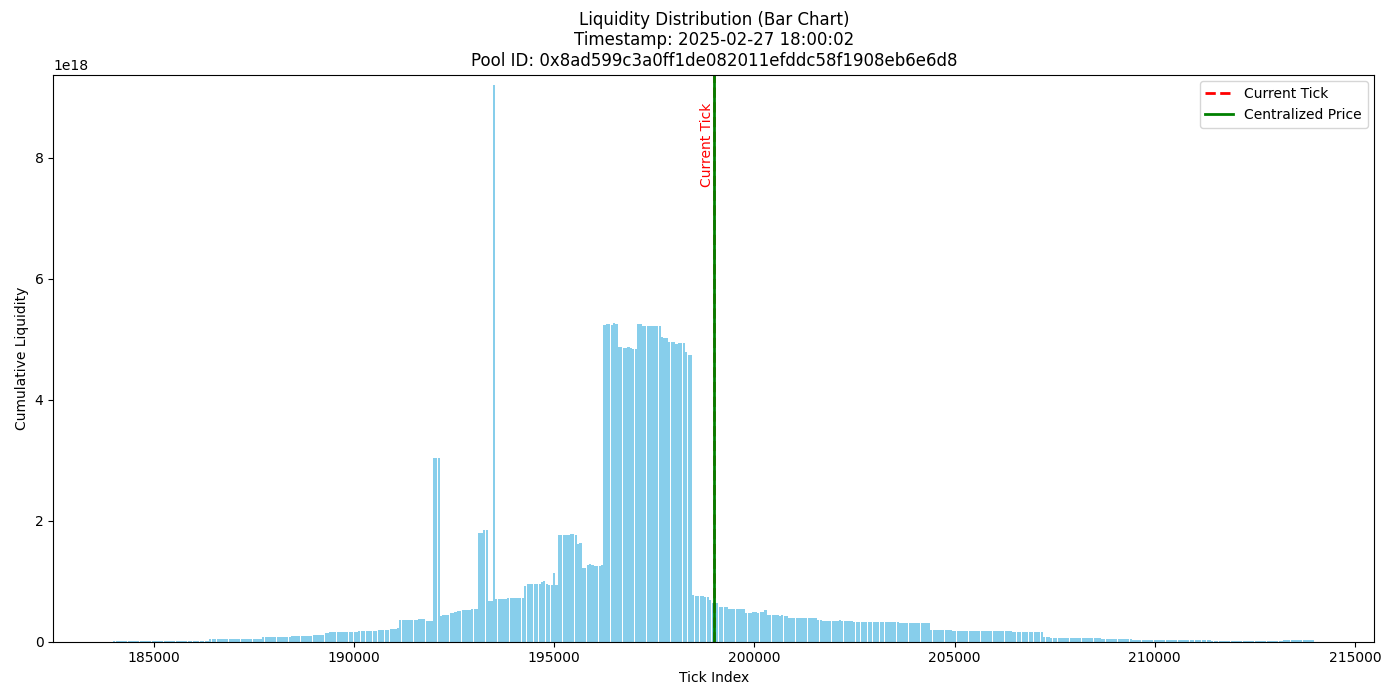 Liquidity Distribution (Bar Chart)
Timestamp: 2025-02-27 18:00:02
Pool ID: 0x8ad599c3a0ff1de082011efddc58f1908eb6e6d8
1e18
Current Tick
Centralized Price
Current Tick
8
6
4
2
0
Cumulative Liquidity
185000 190000 195000 200000 205000 210000 215000
Tick Index